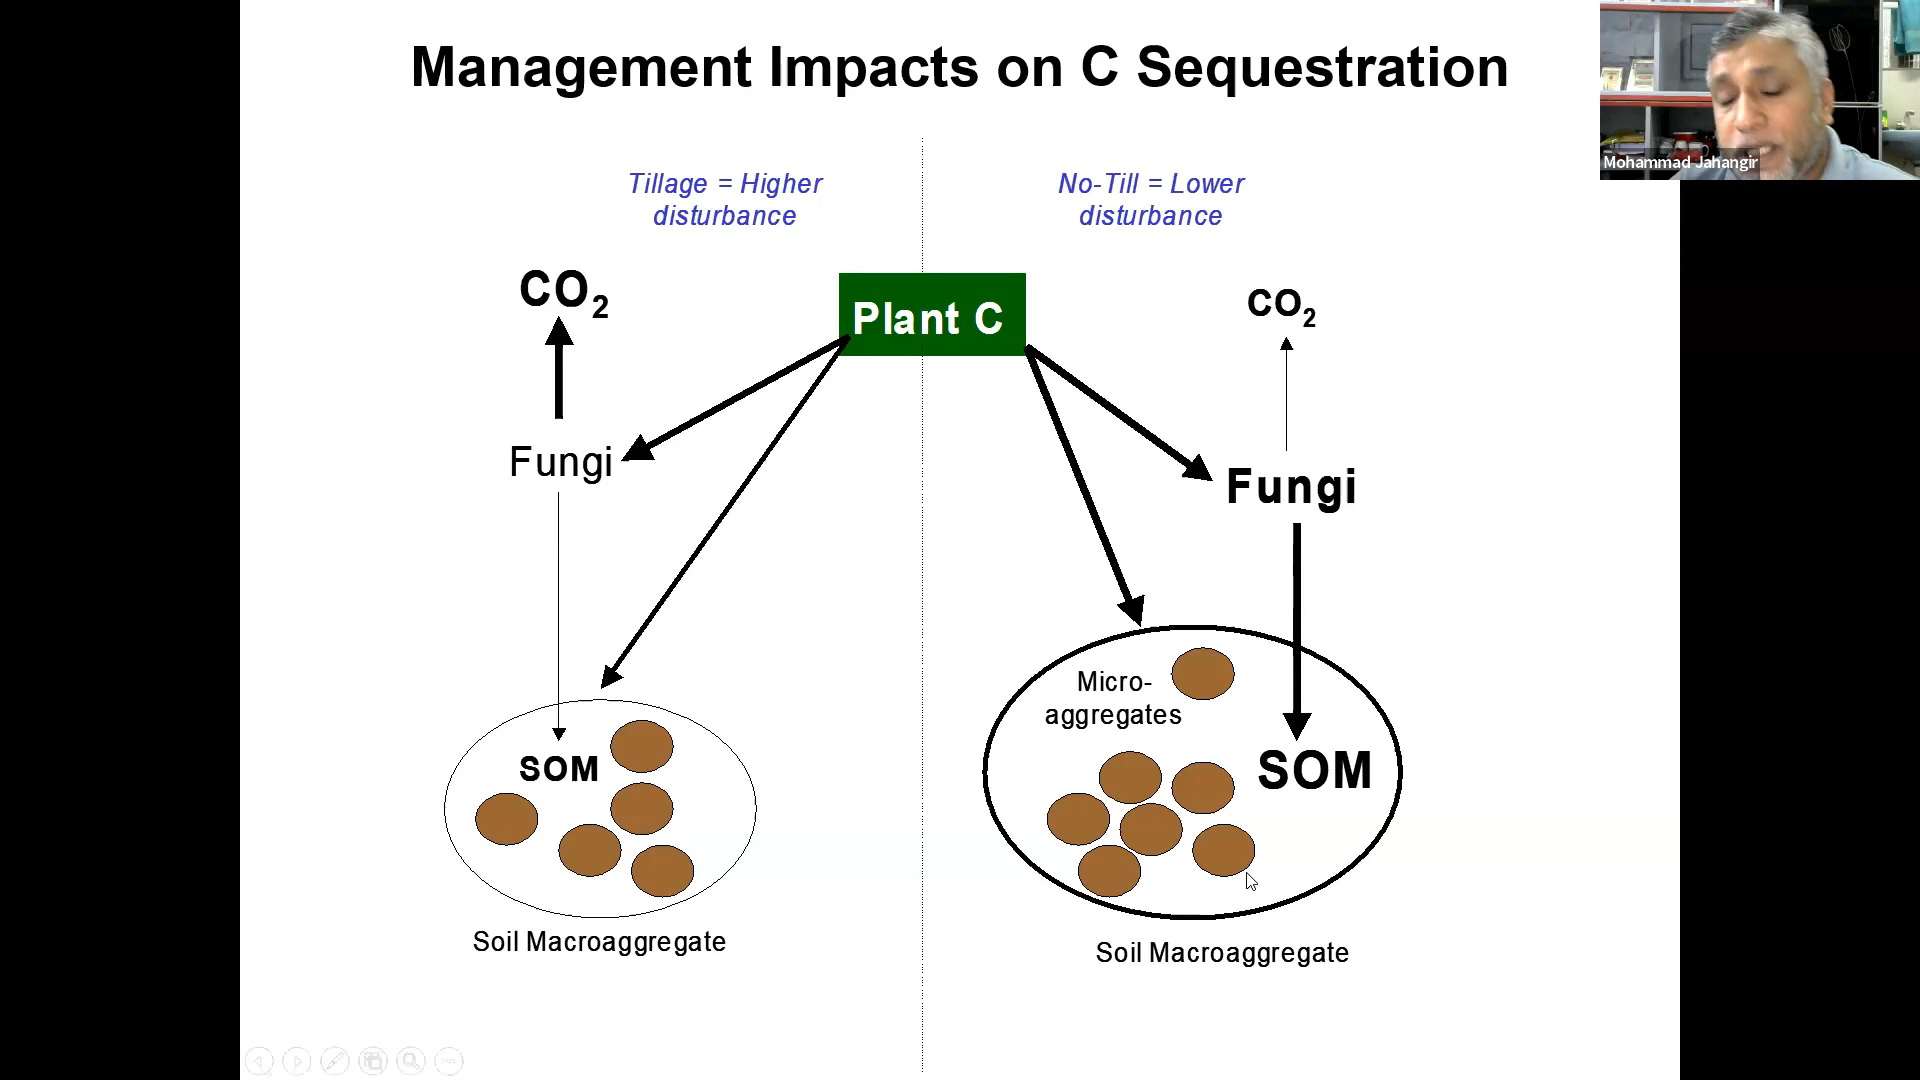 Management Impacts on C Sequestration
Mohammad Jahangir
Tillage = Higher
disturbance
No-Till = Lower
disturbance
CO2
Plant C
CO2
Fungi
Fungi
Micro-
aggregates
SOM
SOM
Soil Macroaggregate
Soil Macroaggregate